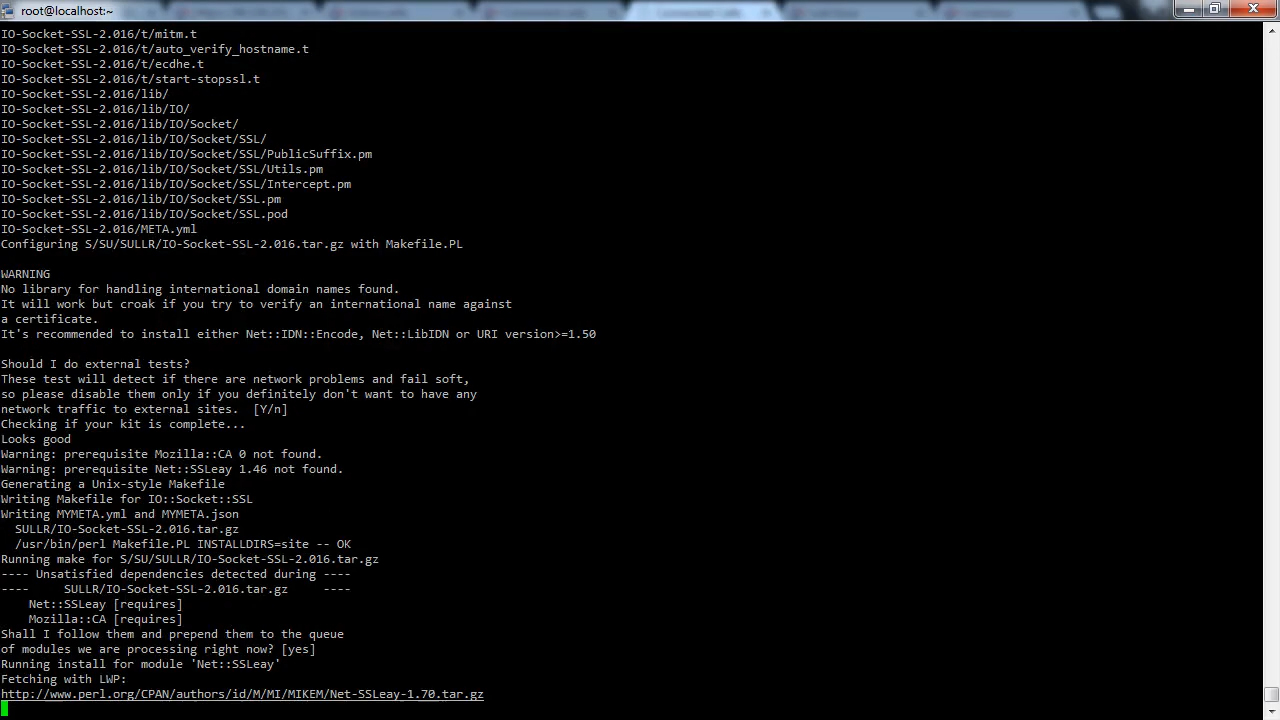 root@localhost:~
IO-Socket-SSL-2.016/t/mitm.t
IO-Socket-SSL-2.016/t/auto_verify_hostname.t
IO-Socket-SSL-2.016/t/ecdhe.t
IO-Socket-SSL-2.016/t/start-stopssl.t
IO-Socket-SSL-2.016/lib/
IO-Socket-SSL-2.016/lib/IO/
IO-Socket-SSL-2.016/lib/IO/Socket/
IO-Socket-SSL-2.016/lib/IO/Socket/SSL/
IO-Socket-SSL-2.016/lib/IO/Socket/SSL/PublicSuffix.pm
IO-Socket-SSL-2.016/lib/IO/Socket/SSL/Utils.pm
IO-Socket-SSL-2.016/lib/IO/Socket/SSL/Intercept.pm
IO-Socket-SSL-2.016/lib/IO/Socket/SSL.pm
IO-Socket-SSL-2.016/lib/IO/Socket/SSL.pod
IO-Socket-SSL-2.016/META.yml
Configuring S/SU/SULLR/IO-Socket-SSL-2.016.tar.gz with Makefile.PL
WARNING
No library for handling international domain names found.
It will work but croak if you try to verify an international name against
a certificate.
It's recommended to install either Net::IDN::Encode, Net::LibIDN or URI version>=1.50
Should I do external tests?
These test will detect if there are network problems and fail soft,
so please disable them only if you definitely don't want to have any
network traffic to external sites.  [Y/n]
Checking if your kit is complete...
Looks good
Warning: prerequisite Mozilla::CA 0 not found.
Warning: prerequisite Net::SSLeay 1.46 not found.
Generating a Unix-style Makefile
Writing Makefile for IO::Socket::SSL
Writing MYMETA.yml and MYMETA.json
  SULLR/IO-Socket-SSL-2.016.tar.gz
  /usr/bin/perl Makefile.PL INSTALLDIRS=site -- OK
Running make for S/SU/SULLR/IO-Socket-SSL-2.016.tar.gz
---- Unsatisfied dependencies detected during ----
----     SULLR/IO-Socket-SSL-2.016.tar.gz     ----
    Net::SSLeay [requires]
    Mozilla::CA [requires]
Shall I follow them and prepend them to the queue
of modules we are processing right now? [yes]
Running install for module 'Net::SSLeay'
Fetching with LWP:
http://www.perl.org/CPAN/authors/id/M/MI/MIKEM/Net-SSLeay-1.70.tar.gz